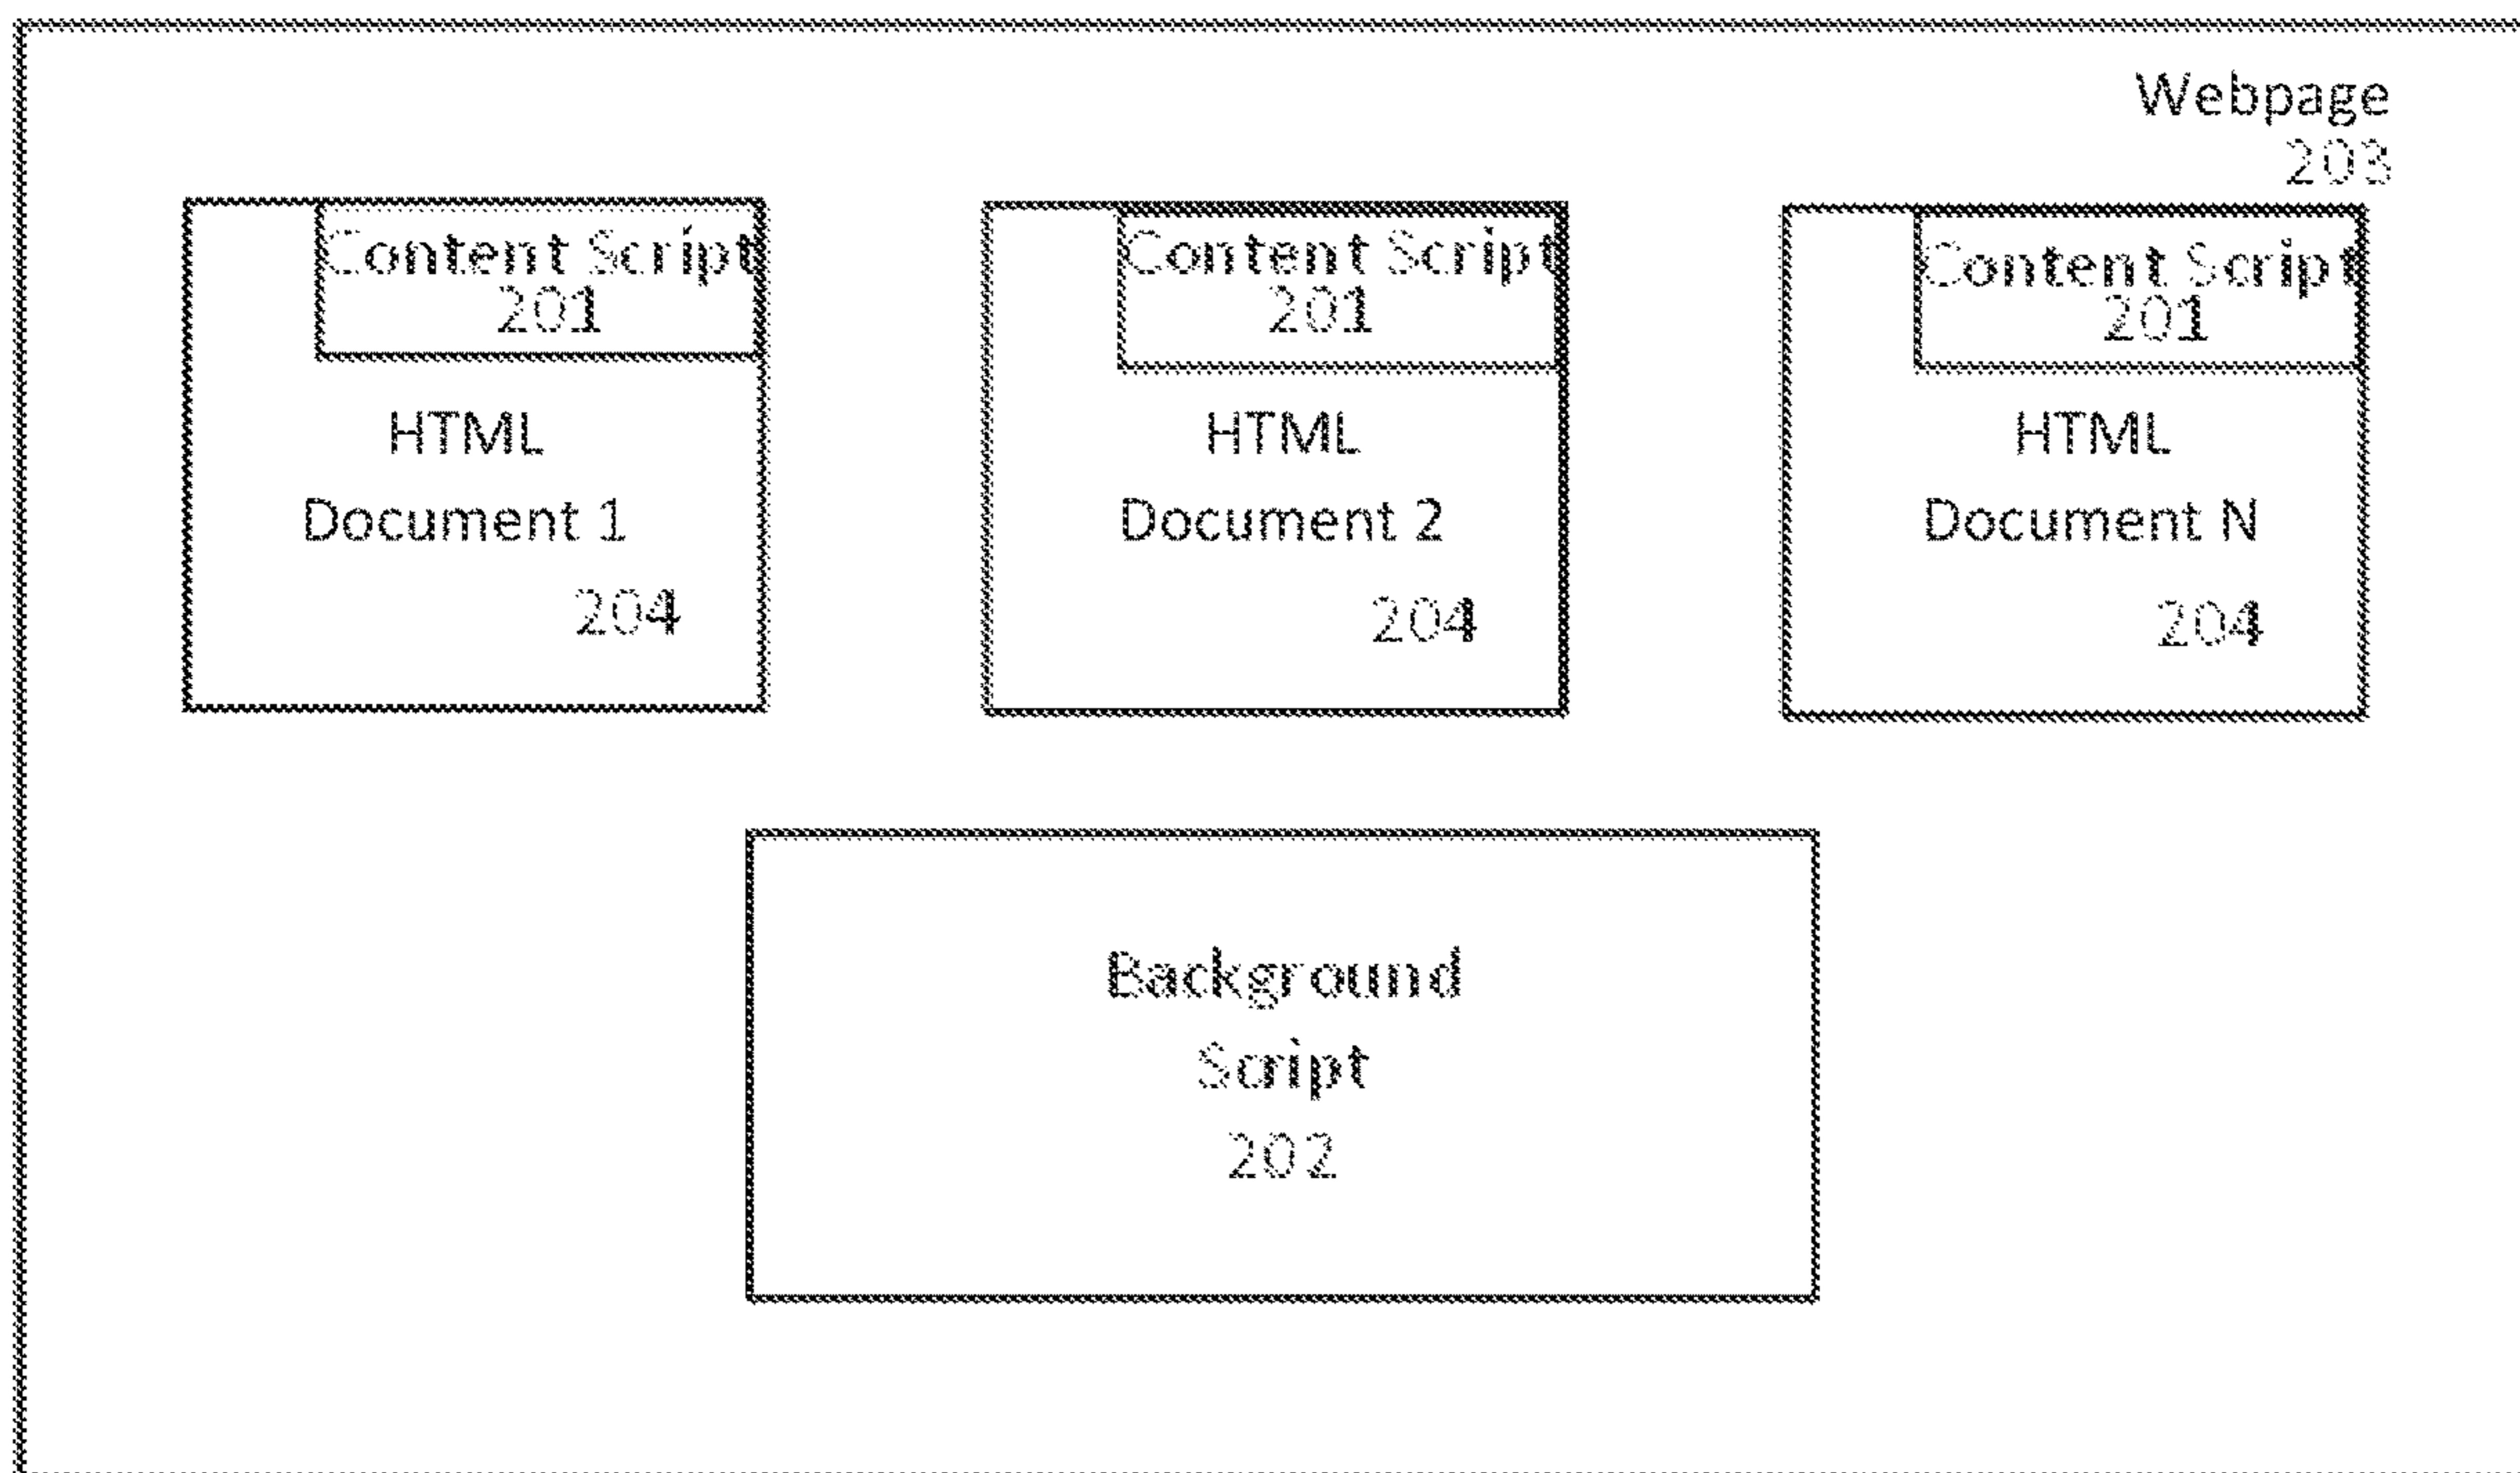 Webpage
203
Content Script
201
HTML
Document 1
204
Content Script
201
HTML
Document 2
204
Content Script
201
HTML
Document N
204
Background
Script
202